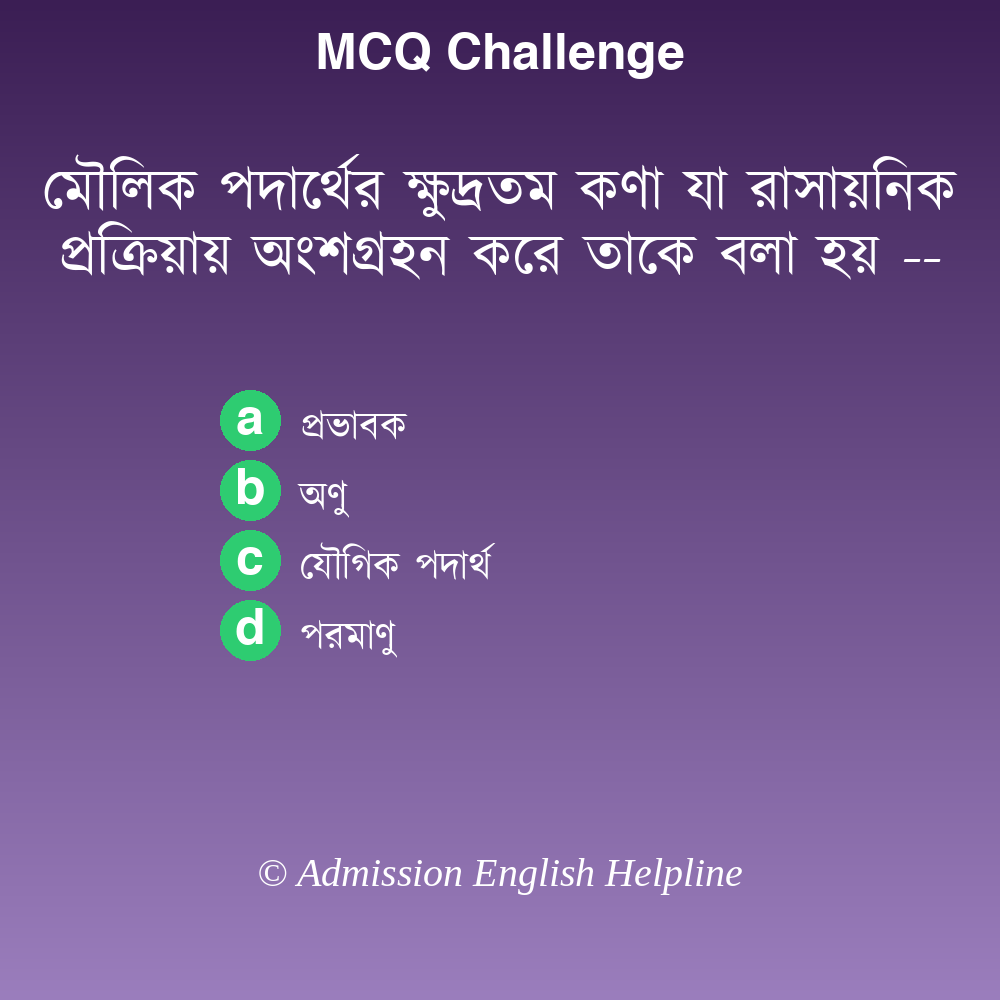 MCQ Challenge
মৌলিক পদার্থের ক্ষুদ্রতম কণা যা রাসায়নিক
প্রক্রিয়ায় অংশগ্রহন করে তাকে বলা হয় --
a প্রভাবক
b অণু
c যৌগিক পদার্থ
d পরমাণু
© Admission English Helpline